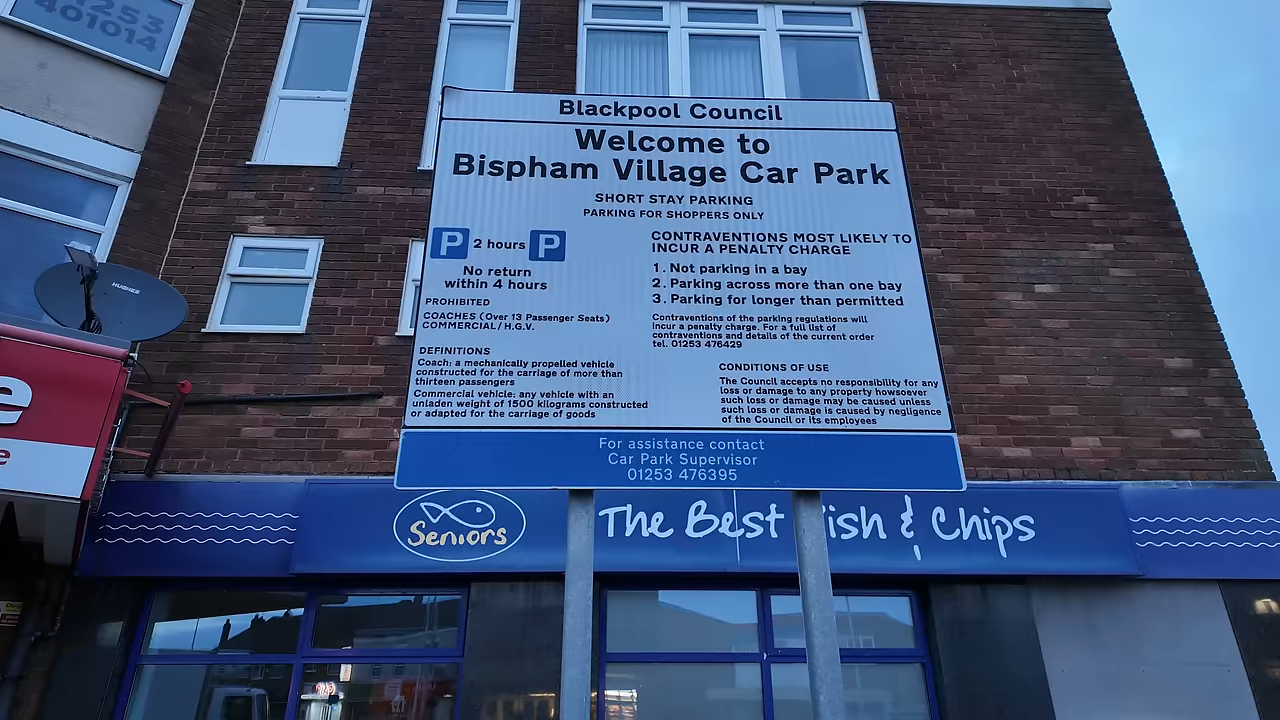 01253
401014
Blackpool Council
Welcome to
Bispham Village Car Park
SHORT STAY PARKING
PARKING FOR SHOPPERS ONLY
P 2 hours P
No return
within 4 hours
PROHIBITED
COACHES (Over 13 Passenger Seats)
COMMERCIAL/H.G.V.
DEFINITIONS
Coach: a mechanically propelled vehicle
constructed for the carriage of more than
thirteen passengers
Commercial vehicle: any vehicle with an
unladen weight of 1500 kilograms constructed
or adapted for the carriage of goods
CONTRAVENTIONS MOST LIKELY TO
INCUR A PENALTY CHARGE
1. Not parking in a bay
2. Parking across more than one bay
3. Parking for longer than permitted
Contraventions of the parking regulations will
incur a penalty charge. For a full list of
contraventions and details of the current order
tel. 01253 476429
CONDITIONS OF USE
The Council accepts no responsibility for any
loss or damage to any property howsoever
such loss or damage may be caused unless
such loss or damage is caused by negligence
of the Council or its employees
For assistance contact
Car Park Supervisor
01253 476395
HUGHES
e
e
Seniors
The Best ish & Chips